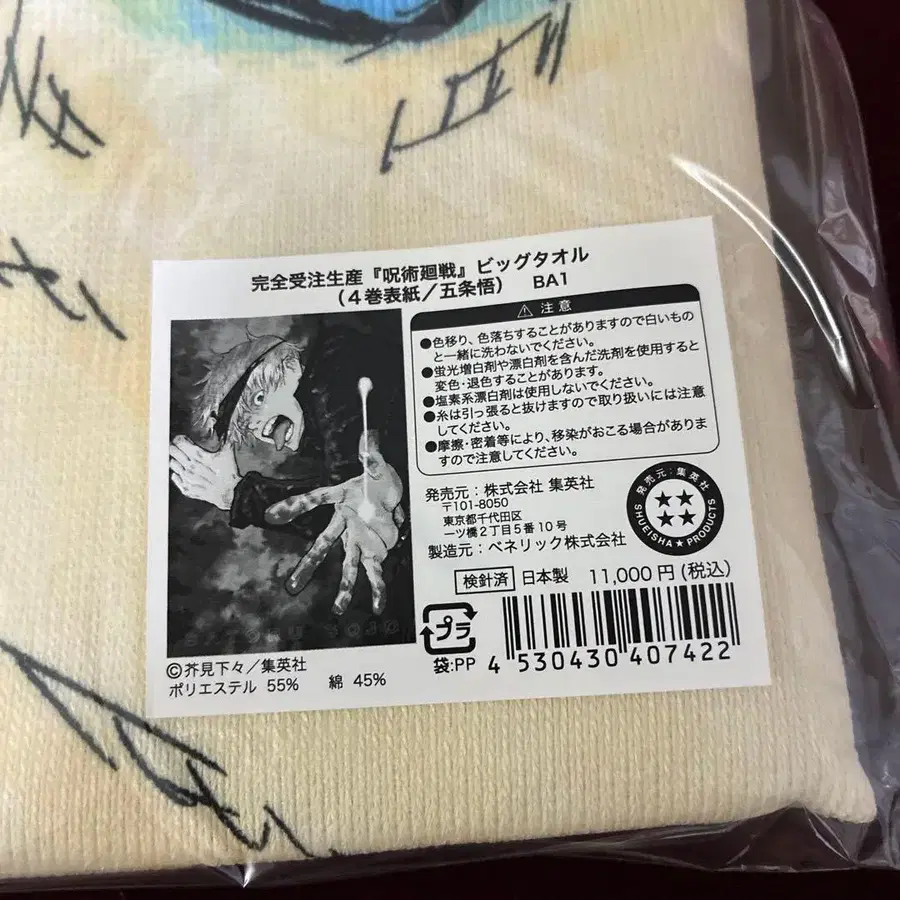 完全受注生産『呪術廻戦』ビッグタオル
(4巻表紙/五条悟) BA1
⚠ 注意
●色移り、色落ちすることがありますので白いもの
と一緒に洗わないでください。
●蛍光増白剤や漂白剤を含んだ洗剤を使用すると
変色・退色することがあります。
●塩素系漂白剤は使用しないでください。
●糸は引っ張ると抜けますので取り扱いには注意
してください。
●摩擦・密着等により、移染がおこる場合がありま
すので注意してください。
発売元:株式会社 集英社
〒101-8050
東京都千代田区
一ツ橋2丁目5番10号
製造元:ベネリック株式会社
発売元:集英社
SHUEISHA★PRODUCTS
検針済 日本製 11,000円(税込)
プラ
袋:PP
4 530430 407422
SATORU GOJO
©芥見下々/集英社
ポリエステル 55% 綿 45%